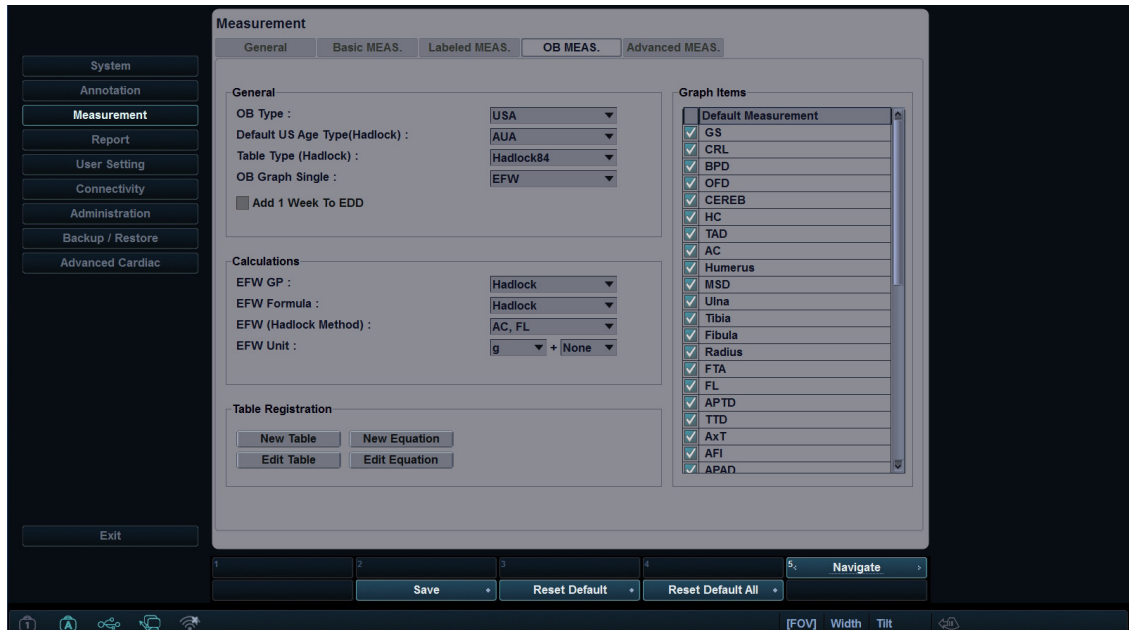 Measurement
General
Basic MEAS.
Labeled MEAS.
OB MEAS.
Advanced MEAS.
System
Annotation
Measurement
Report
User Setting
Connectivity
Administration
Backup / Restore
Advanced Cardiac
Exit
General
OB Type : USA
Default US Age Type(Hadlock) : AUA
Table Type (Hadlock) : Hadlock84
OB Graph Single : EFW
Add 1 Week To EDD
Calculations
EFW GP : Hadlock
EFW Formula : Hadlock
EFW (Hadlock Method) : AC, FL
EFW Unit : g + None
Table Registration
New Table
New Equation
Edit Table
Edit Equation
Graph Items
Default Measurement
GS
CRL
BPD
OFD
CEREB
HC
TAD
AC
Humerus
MSD
Ulna
Tibia
Fibula
Radius
FTA
FL
APTD
TTD
AxT
AFI
APAD
1
2
3
4
5 Navigate
Save
Reset Default
Reset Default All
1
A
[FOV] Width Tilt